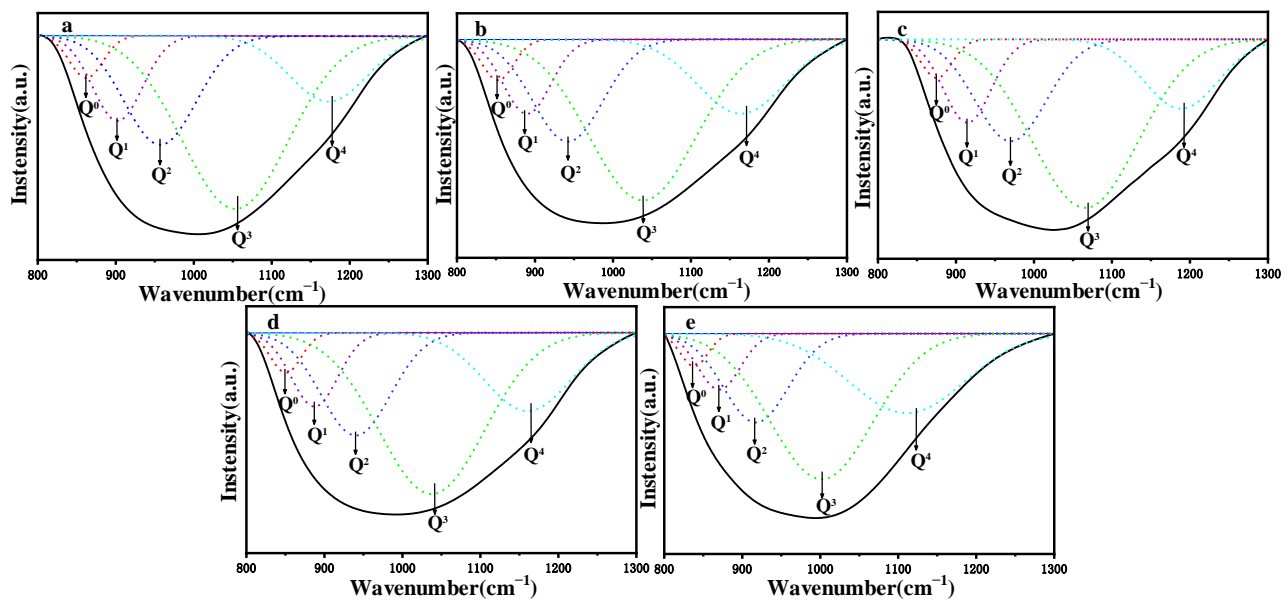 a
Q⁰
Q¹
Q²
Q³
Q⁴
Instensity(a.u.)
800 900 1000 1100 1200 1300
Wavenumber(cm⁻¹)
b
Q⁰
Q¹
Q²
Q³
Q⁴
Instensity(a.u.)
800 900 1000 1100 1200 1300
Wavenumber(cm⁻¹)
c
Q⁰
Q¹
Q²
Q³
Q⁴
Instensity(a.u.)
800 900 1000 1100 1200 1300
Wavenumber(cm⁻¹)
d
Q⁰
Q¹
Q²
Q³
Q⁴
Instensity(a.u.)
800 900 1000 1100 1200 1300
Wavenumber(cm⁻¹)
e
Q⁰
Q¹
Q²
Q³
Q⁴
Instensity(a.u.)
800 900 1000 1100 1200 1300
Wavenumber(cm⁻¹)